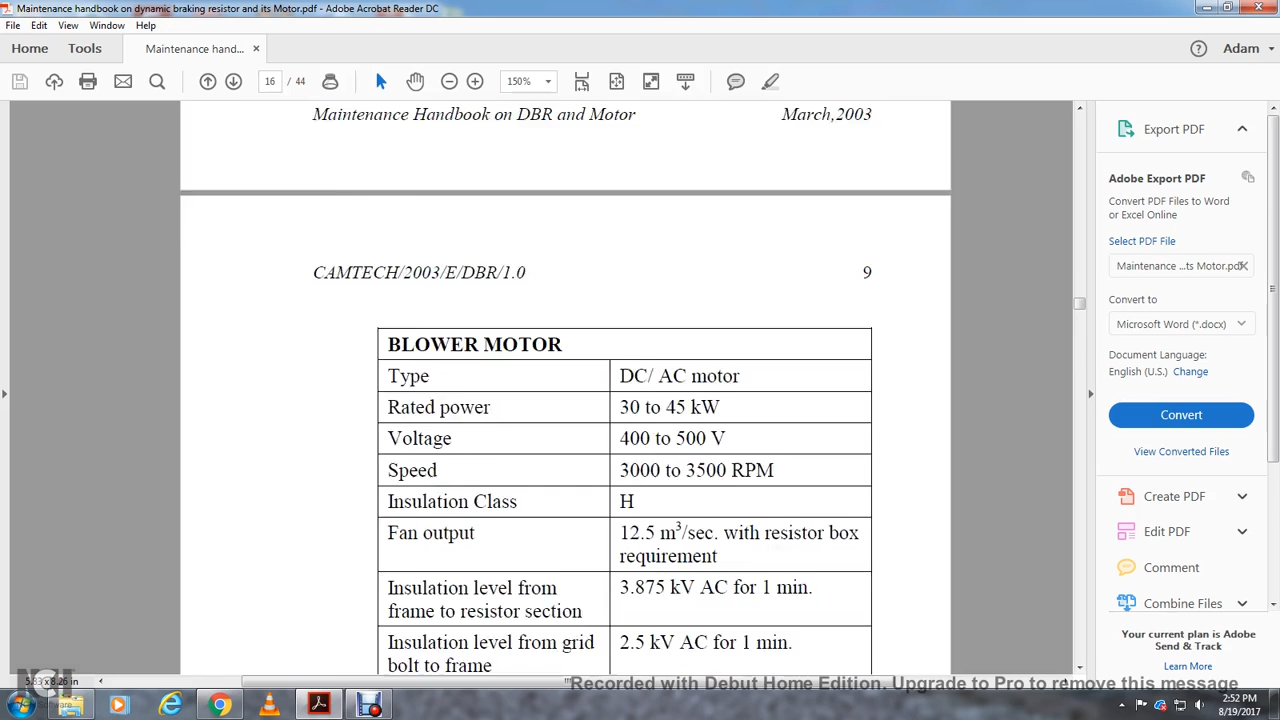 Maintenance handbook on dynamic braking resistor and its Motor.pdf - Adobe Acrobat Reader DC
File Edit View Window Help
Home Tools Maintenance hand... × Adam
16 / 44 150%
Maintenance Handbook on DBR and Motor March,2003
CAMTECH/2003/E/DBR/1.0 9
BLOWER MOTOR
Type DC/ AC motor
Rated power 30 to 45 kW
Voltage 400 to 500 V
Speed 3000 to 3500 RPM
Insulation Class H
Fan output 12.5 m³/sec. with resistor box
requirement
Insulation level from 3.875 kV AC for 1 min.
frame to resistor section
Insulation level from grid 2.5 kV AC for 1 min.
bolt to frame
Export PDF
Adobe Export PDF
Convert PDF Files to Word
or Excel Online
Select PDF File
Maintenance ...ts Motor.pdf
Convert to
Microsoft Word (*.docx)
Document Language:
English (U.S.) Change
Convert
View Converted Files
Create PDF
Edit PDF
Comment
Combine Files
Your current plan is Adobe
Send & Track
Learn More
5.83 x 8.26 in
"Recorded with Debut Home Edition. Upgrade to Pro to remove this message
2:52 PM
8/19/2017